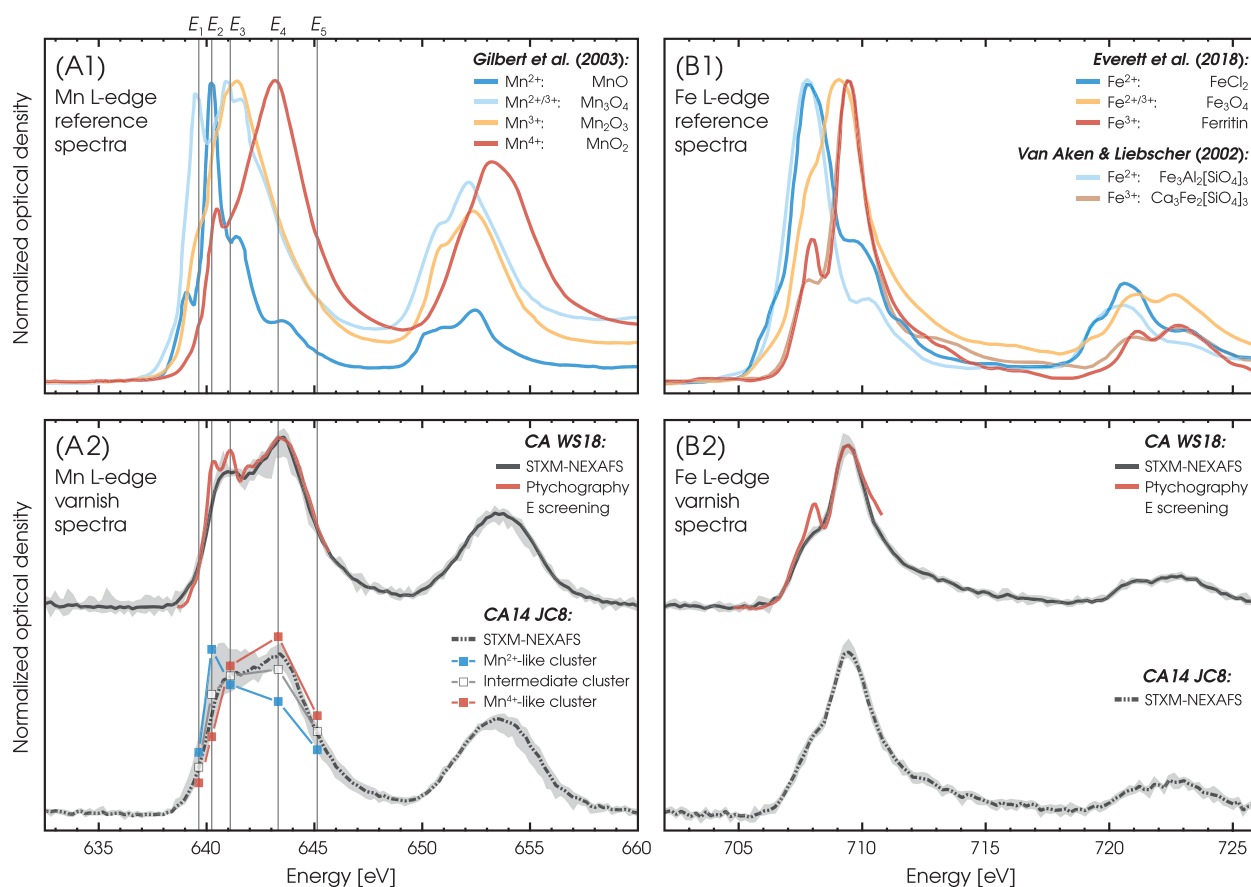 E1 E2 E3 E4 E5
Normalized optical density
(A1)
Mn L-edge
reference
spectra
Gilbert et al. (2003):
Mn2+: MnO
Mn2+/3+: Mn3O4
Mn3+: Mn2O3
Mn4+: MnO2
(B1)
Fe L-edge
reference
spectra
Everett et al. (2018):
Fe2+: FeCl2
Fe2+/3+: Fe3O4
Fe3+: Ferritin
Van Aken & Liebscher (2002):
Fe2+: Fe3Al2[SiO4]3
Fe3+: Ca3Fe2[SiO4]3
Normalized optical density
(A2)
Mn L-edge
varnish
spectra
CA WS18:
STXM-NEXAFS
Ptychography
E screening
CA14 JC8:
STXM-NEXAFS
Mn2+-like cluster
Intermediate cluster
Mn4+-like cluster
635 640 645 650 655 660
Energy [eV]
(B2)
Fe L-edge
varnish
spectra
CA WS18:
STXM-NEXAFS
Ptychography
E screening
CA14 JC8:
STXM-NEXAFS
705 710 715 720 725
Energy [eV]